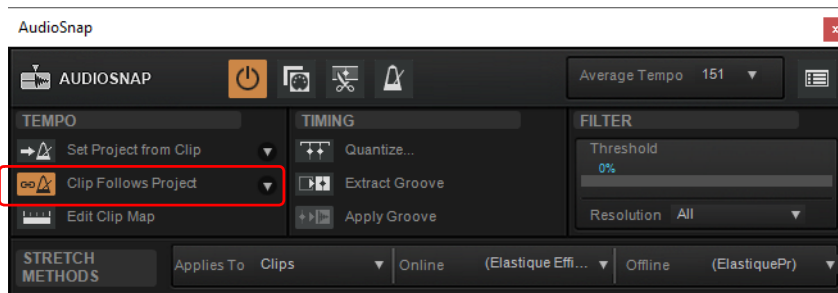 AudioSnap
x
AUDIOSNAP
Average Tempo 151
TEMPO
Set Project from Clip
Clip Follows Project
Edit Clip Map
TIMING
Quantize...
Extract Groove
Apply Groove
FILTER
Threshold
0%
Resolution All
STRETCH
METHODS
Applies To Clips
Online (Elastique Effi...
Offline (ElastiquePr)